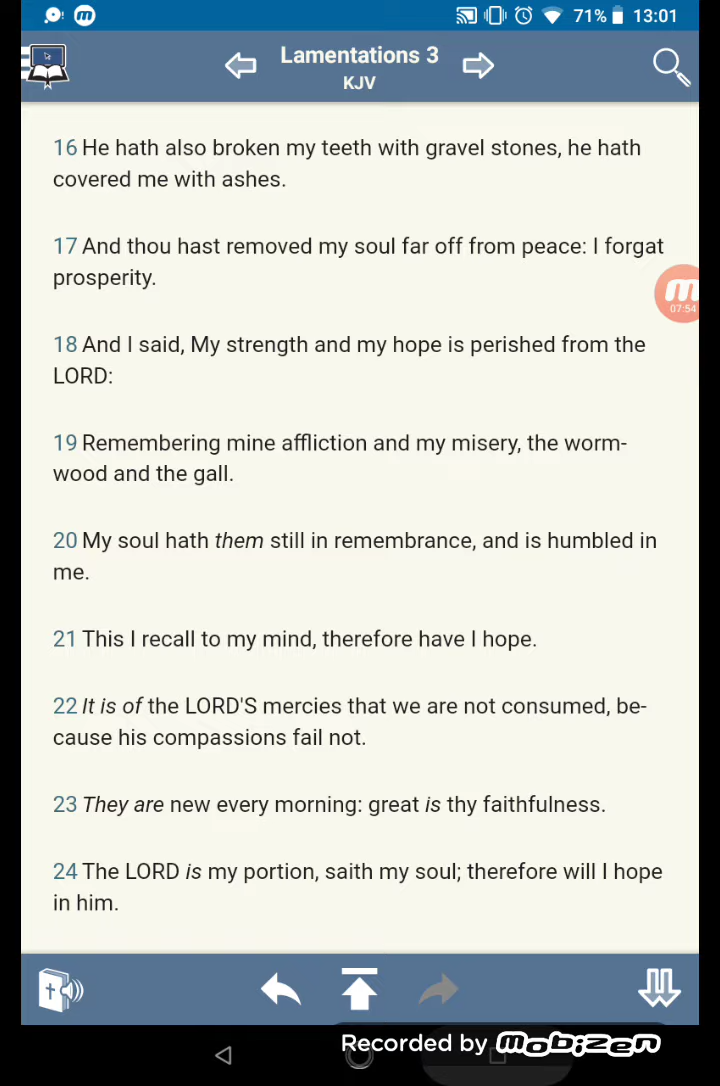 71% 13:01
Lamentations 3
KJV
16 He hath also broken my teeth with gravel stones, he hath
covered me with ashes.
17 And thou hast removed my soul far off from peace: I forgat
prosperity.
m
07:54
18 And I said, My strength and my hope is perished from the
LORD:
19 Remembering mine affliction and my misery, the worm-
wood and the gall.
20 My soul hath them still in remembrance, and is humbled in
me.
21 This I recall to my mind, therefore have I hope.
22 It is of the LORD'S mercies that we are not consumed, be-
cause his compassions fail not.
23 They are new every morning: great is thy faithfulness.
24 The LORD is my portion, saith my soul; therefore will I hope
in him.
Recorded by mobizen